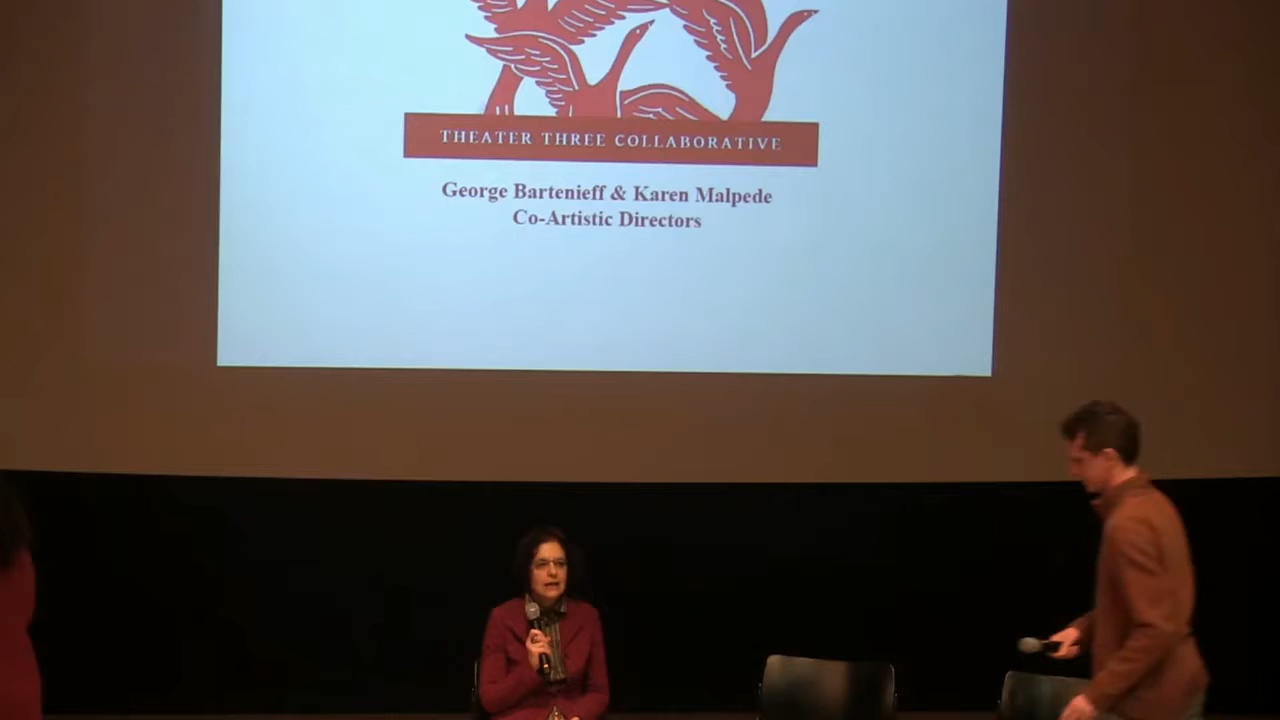 THEATER THREE COLLABORATIVE
George Bartenieff & Karen Malpede
Co-Artistic Directors